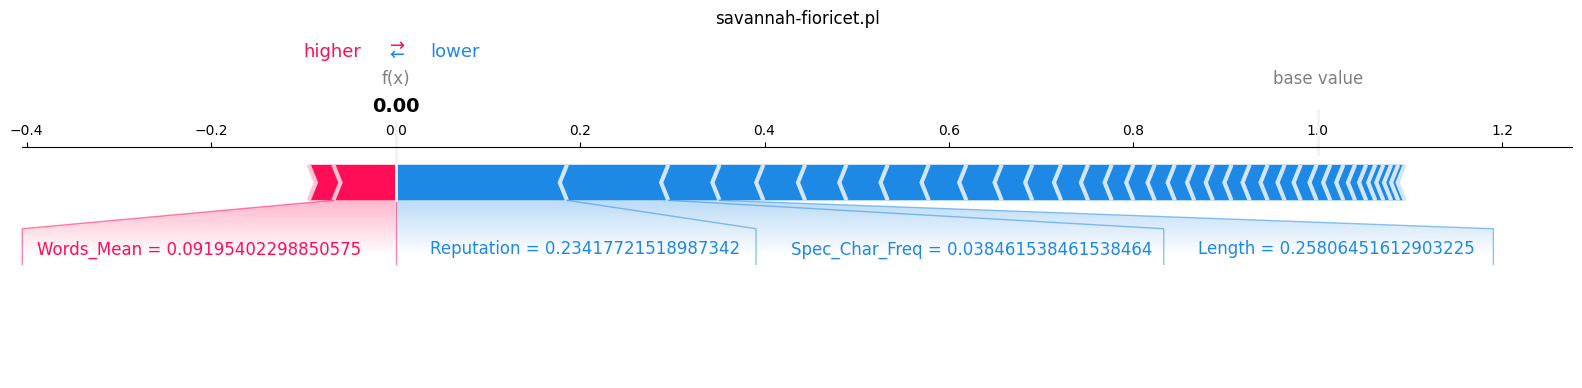 savannah-fioricet.pl
higher → ← lower
f(x)
base value
0.00
−0.4 −0.2 0.0 0.2 0.4 0.6 0.8 1.0 1.2
Words_Mean = 0.09195402298850575
Reputation = 0.23417721518987342
Spec_Char_Freq = 0.038461538461538464
Length = 0.25806451612903225